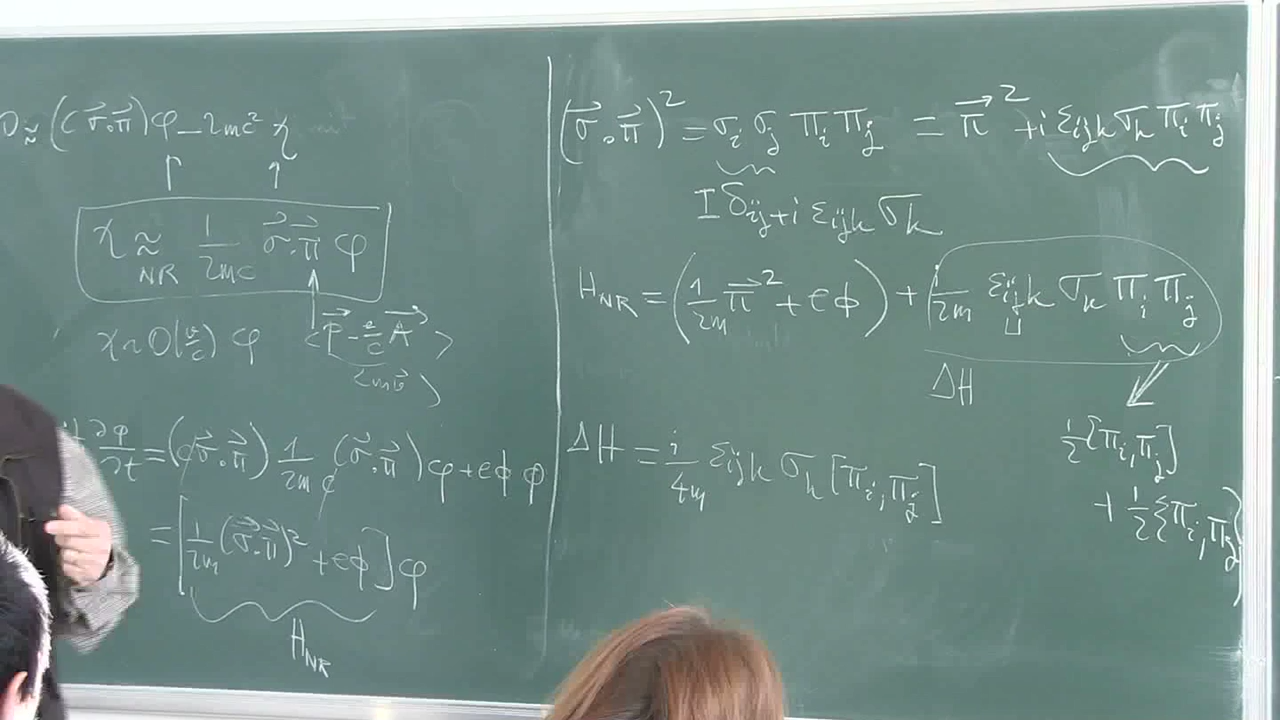 0 ≈ (c σ⃗.π⃗)φ - 2mc² χ
χ ≈ 1/2mc σ⃗.π⃗ φ
NR
χ ~ O(v/c) φ
⟨P⃗ - e/c A⃗⟩
⟨mv⃗⟩
∂φ/∂t = (c σ⃗.π⃗) 1/2mc (σ⃗.π⃗) φ + eϕ φ
= [1/2m (σ⃗.π⃗)² + eϕ] φ
H_NR
(σ⃗.π⃗)² = σ_i σ_j π_i π_j = π⃗² + i ε_ijk σ_k π_i π_j
I δ_ij + i ε_ijk σ_k
H_NR = (1/2m π⃗² + eϕ) + i/2m ε_ijk σ_k π_i π_j
ΔH
ΔH = i/4m ε_ijk σ_k [π_i, π_j]
1/2 [π_i, π_j]
+ 1/2 {π_i, π_j}